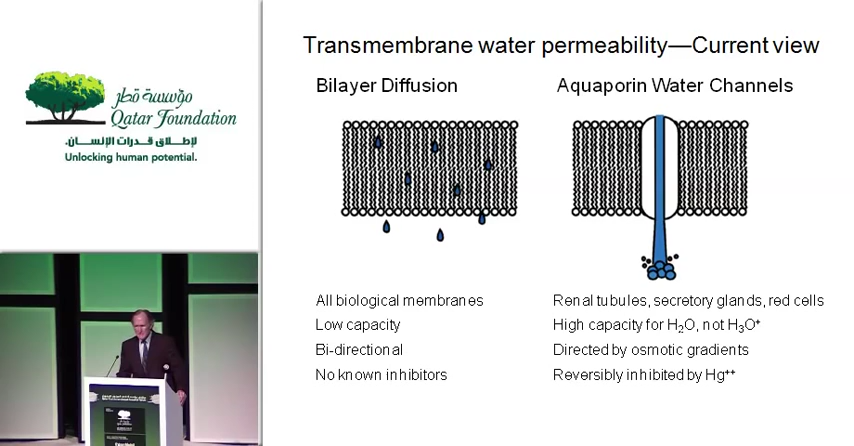 مؤسسة قطر
Qatar Foundation
لإطلاق قدرات الإنسان.
Unlocking human potential.
Transmembrane water permeability—Current view
Bilayer Diffusion
Aquaporin Water Channels
All biological membranes
Low capacity
Bi-directional
No known inhibitors
Renal tubules, secretory glands, red cells
High capacity for H₂O, not H₃O⁺
Directed by osmotic gradients
Reversibly inhibited by Hg⁺⁺